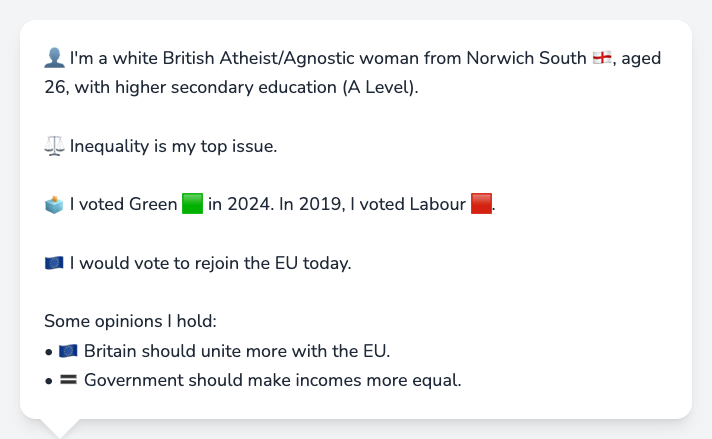 👤 I'm a white British Atheist/Agnostic woman from Norwich South 🏴󠁧󠁢󠁥󠁮󠁧󠁿, aged
26, with higher secondary education (A Level).
⚖️ Inequality is my top issue.
🗳️ I voted Green 🟩 in 2024. In 2019, I voted Labour 🟥.
🇪🇺 I would vote to rejoin the EU today.
Some opinions I hold:
• 🇪🇺 Britain should unite more with the EU.
• 🟰 Government should make incomes more equal.